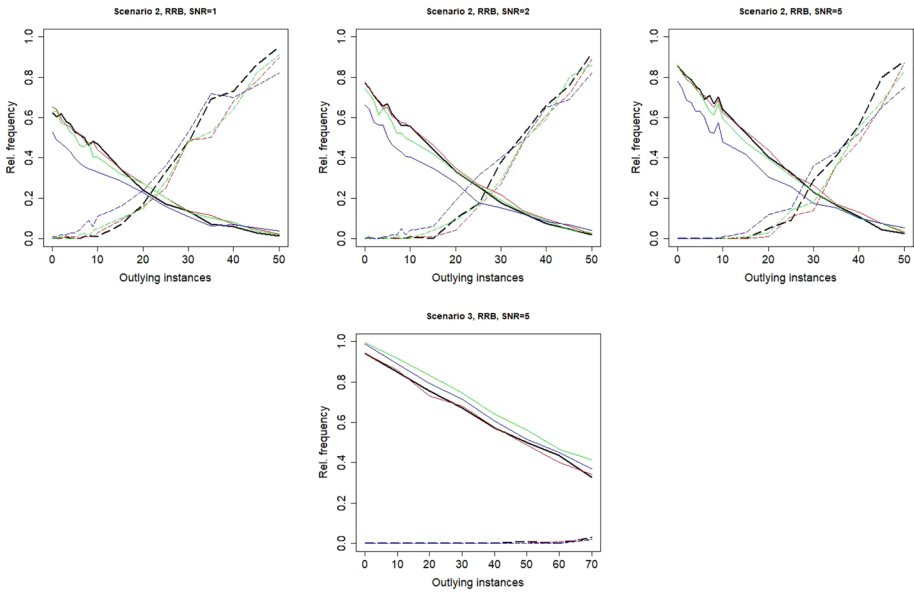 Scenario 2, RRB, SNR=1
Rel. frequency
0.0 0.2 0.4 0.6 0.8 1.0
0 10 20 30 40 50
Outlying instances
Scenario 2, RRB, SNR=2
Rel. frequency
0.0 0.2 0.4 0.6 0.8 1.0
0 10 20 30 40 50
Outlying instances
Scenario 2, RRB, SNR=5
Rel. frequency
0.0 0.2 0.4 0.6 0.8 1.0
0 10 20 30 40 50
Outlying instances
Scenario 3, RRB, SNR=5
Rel. frequency
0.0 0.2 0.4 0.6 0.8 1.0
0 10 20 30 40 50 60 70
Outlying instances